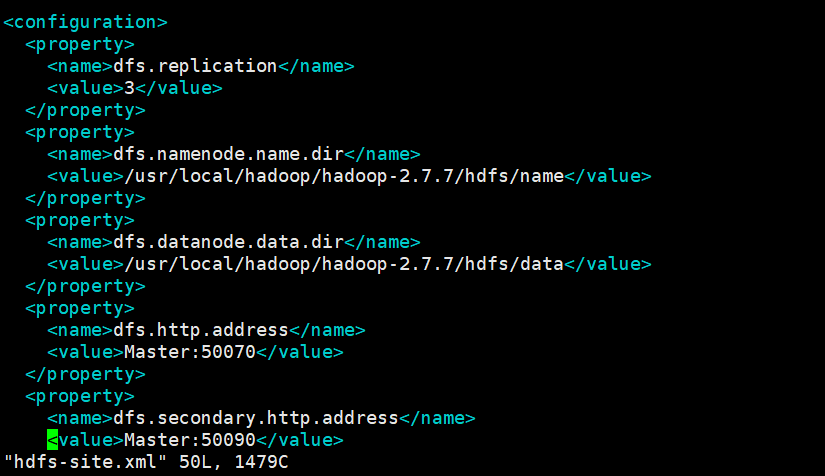 <configuration>
  <property>
    <name>dfs.replication</name>
    <value>3</value>
  </property>
  <property>
    <name>dfs.namenode.name.dir</name>
    <value>/usr/local/hadoop/hadoop-2.7.7/hdfs/name</value>
  </property>
  <property>
    <name>dfs.datanode.data.dir</name>
    <value>/usr/local/hadoop/hadoop-2.7.7/hdfs/data</value>
  </property>
  <property>
    <name>dfs.http.address</name>
    <value>Master:50070</value>
  </property>
  <property>
    <name>dfs.secondary.http.address</name>
    <value>Master:50090</value>
"hdfs-site.xml" 50L, 1479C